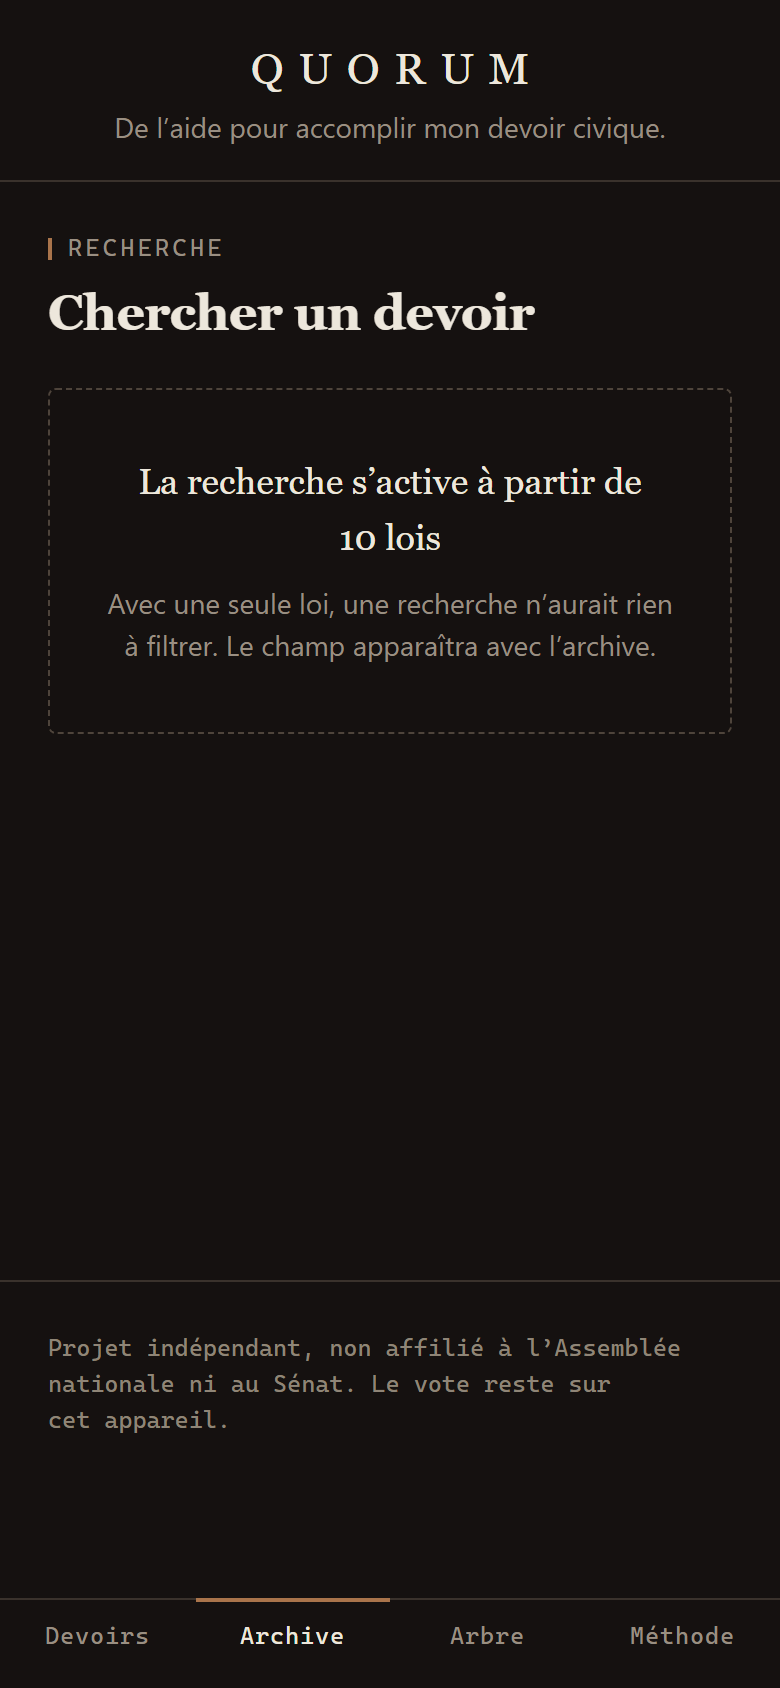 QUORUM
De l’aide pour accomplir mon devoir civique.
RECHERCHE
Chercher un devoir
La recherche s’active à partir de
10 lois
Avec une seule loi, une recherche n’aurait rien
à filtrer. Le champ apparaîtra avec l’archive.
Projet indépendant, non affilié à l’Assemblée
nationale ni au Sénat. Le vote reste sur
cet appareil.
Devoirs Archive Arbre Méthode